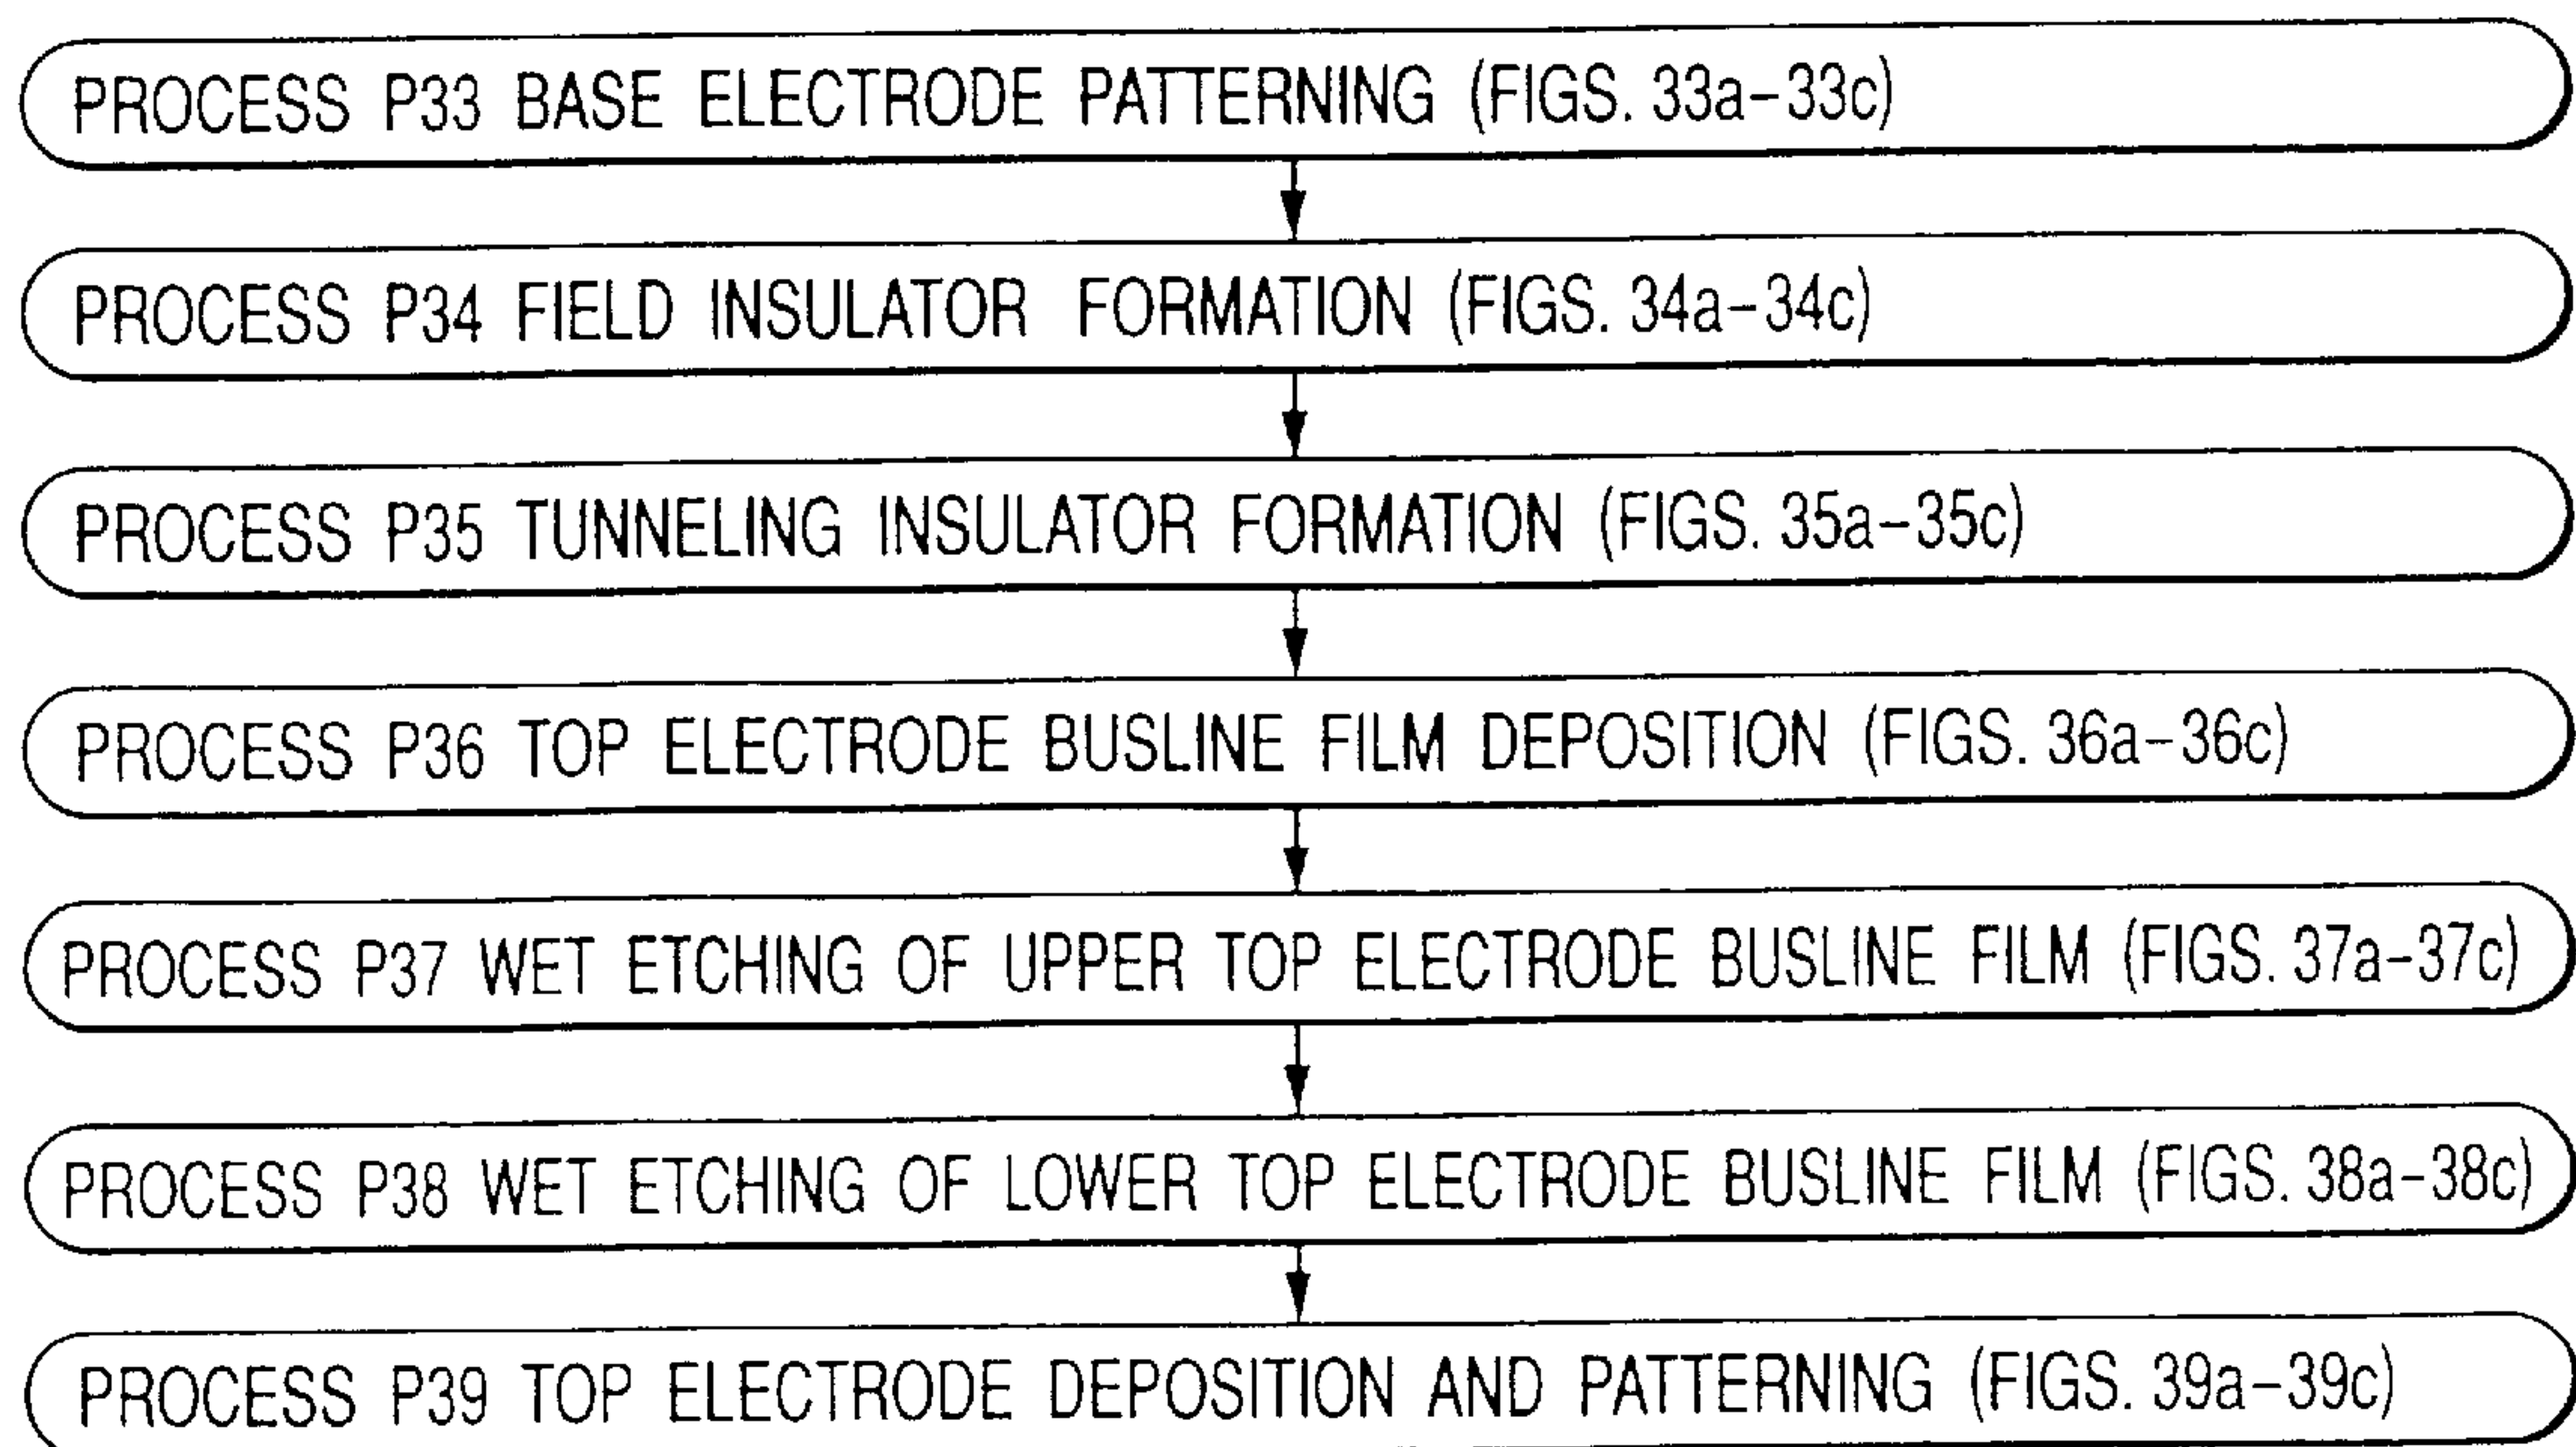 PROCESS P33 BASE ELECTRODE PATTERNING (FIGS. 33a-33c)
PROCESS P34 FIELD INSULATOR FORMATION (FIGS. 34a-34c)
PROCESS P35 TUNNELING INSULATOR FORMATION (FIGS. 35a-35c)
PROCESS P36 TOP ELECTRODE BUSLINE FILM DEPOSITION (FIGS. 36a-36c)
PROCESS P37 WET ETCHING OF UPPER TOP ELECTRODE BUSLINE FILM (FIGS. 37a-37c)
PROCESS P38 WET ETCHING OF LOWER TOP ELECTRODE BUSLINE FILM (FIGS. 38a-38c)
PROCESS P39 TOP ELECTRODE DEPOSITION AND PATTERNING (FIGS. 39a-39c)